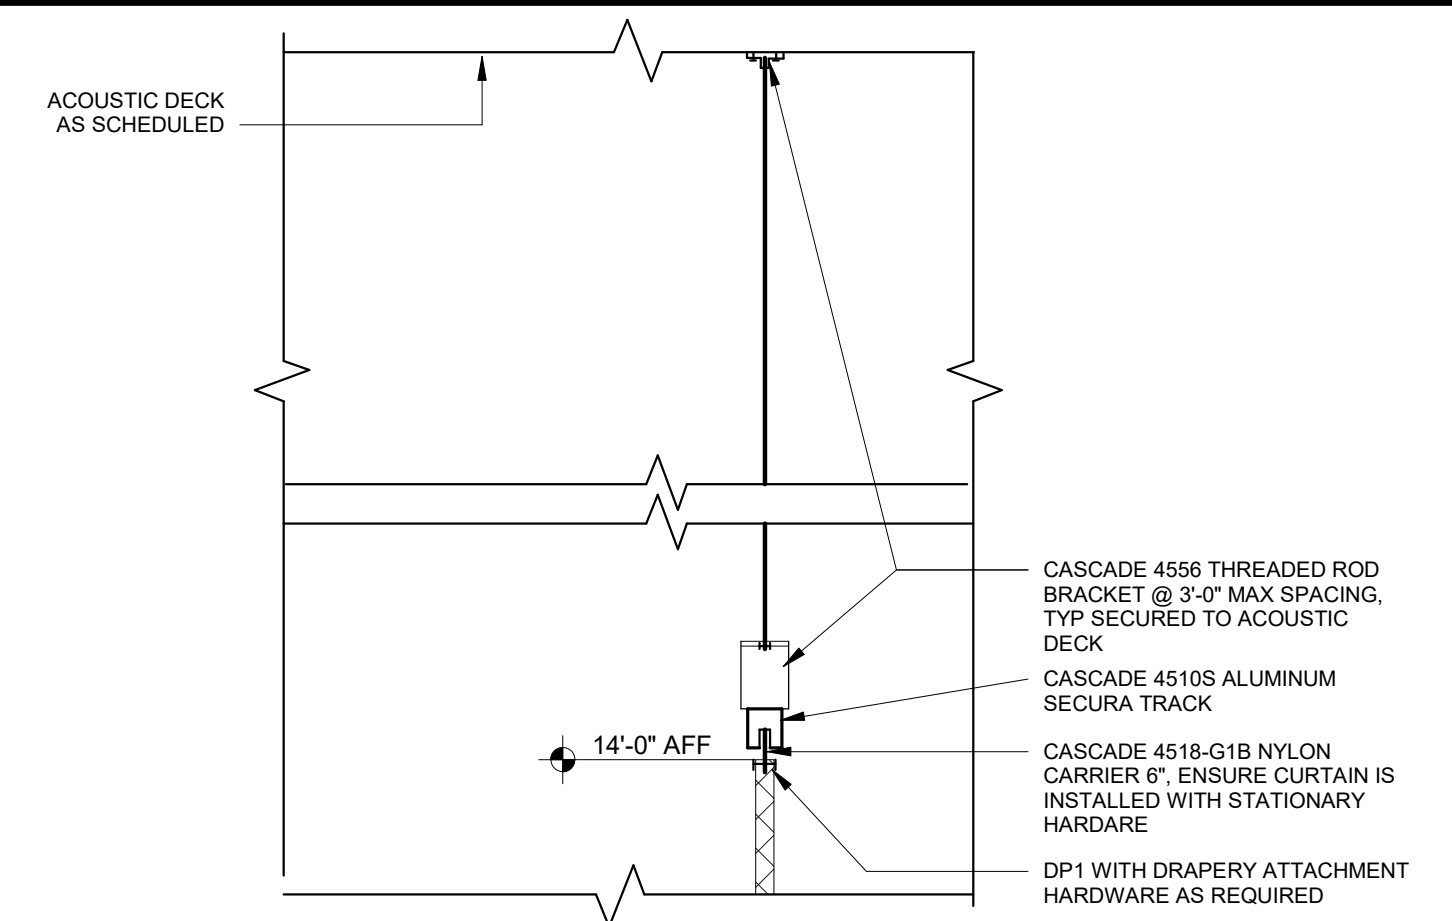 ACOUSTIC DECK
AS SCHEDULED
CASCADE 4556 THREADED ROD
BRACKET @ 3'-0" MAX SPACING,
TYP SECURED TO ACOUSTIC
DECK
CASCADE 4510S ALUMINUM
SECURA TRACK
14'-0" AFF
CASCADE 4518-G1B NYLON
CARRIER 6", ENSURE CURTAIN IS
INSTALLED WITH STATIONARY
HARDARE
DP1 WITH DRAPERY ATTACHMENT
HARDWARE AS REQUIRED